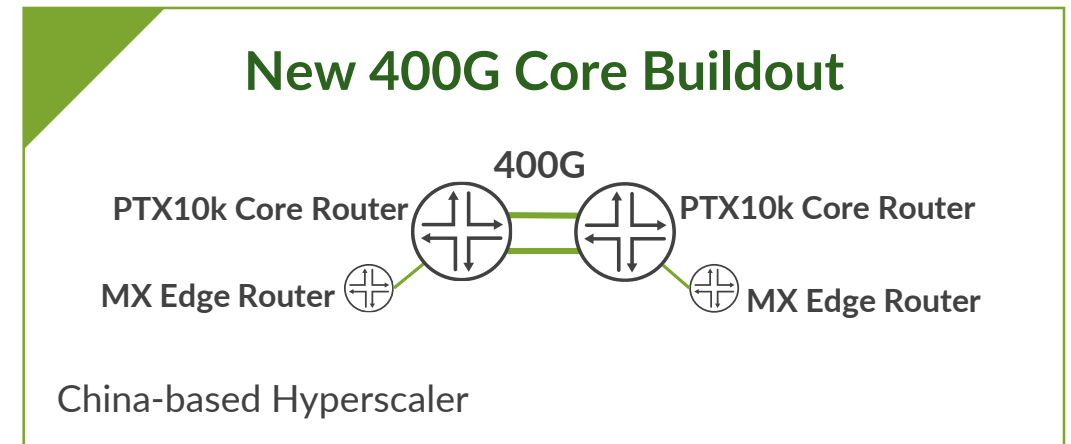 New 400G Core Buildout
400G
PTX10k Core Router
PTX10k Core Router
MX Edge Router
MX Edge Router
China-based Hyperscaler